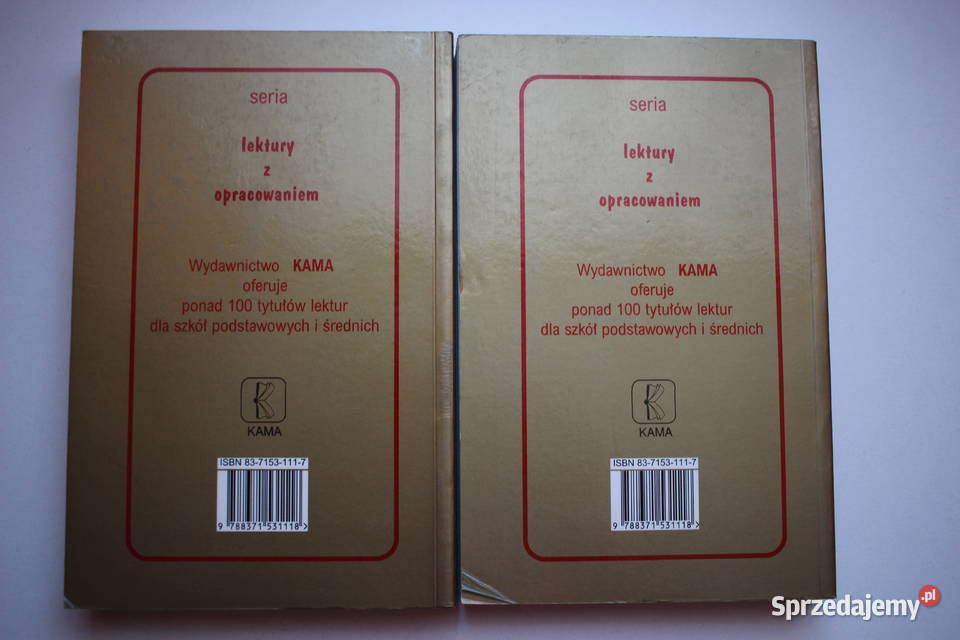 seria
lektury
z
opracowaniem
Wydawnictwo KAMA
oferuje
ponad 100 tytułów lektur
dla szkół podstawowych i średnich
KAMA
ISBN 83-7153-111-7
9 788371 531118 >
seria
lektury
z
opracowaniem
Wydawnictwo KAMA
oferuje
ponad 100 tytułów lektur
dla szkół podstawowych i średnich
KAMA
ISBN 83-7153-111-7
9 788371 531118 >
Sprzedajemy.pl